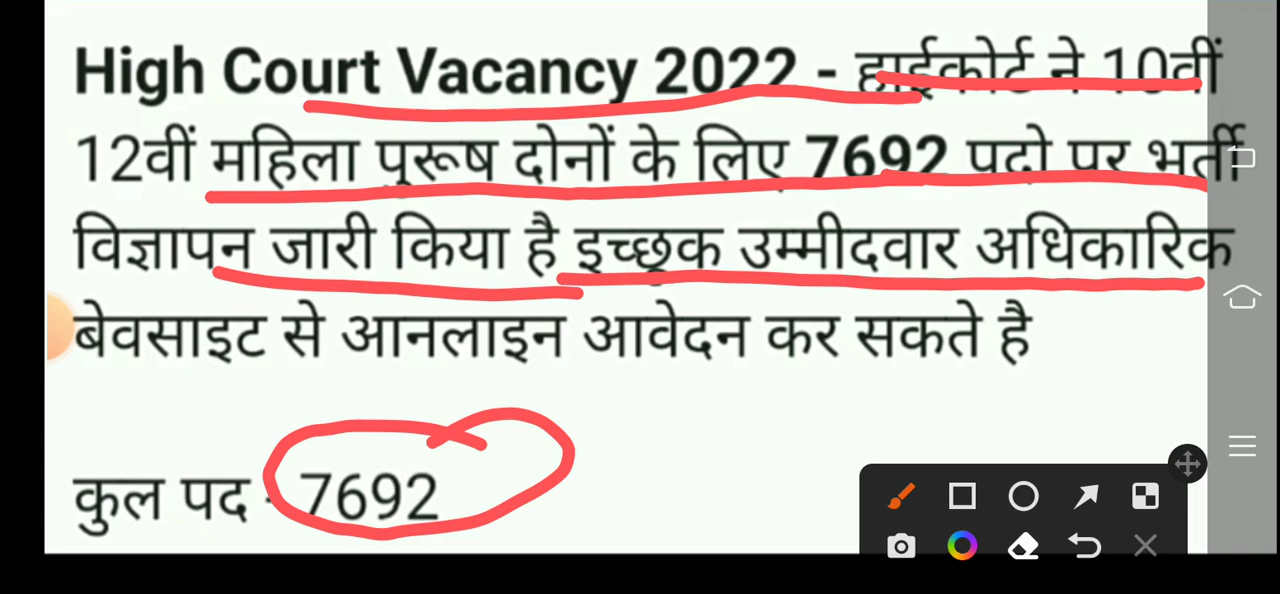 High Court Vacancy 2022 - हाईकोर्ट ने 10वीं
12वीं महिला पुरूष दोनों के लिए 7692 पदो पर भर्ती
विज्ञापन जारी किया है इच्छुक उम्मीदवार अधिकारिक
बेवसाइट से आनलाइन आवेदन कर सकते है
कुल पद - 7692